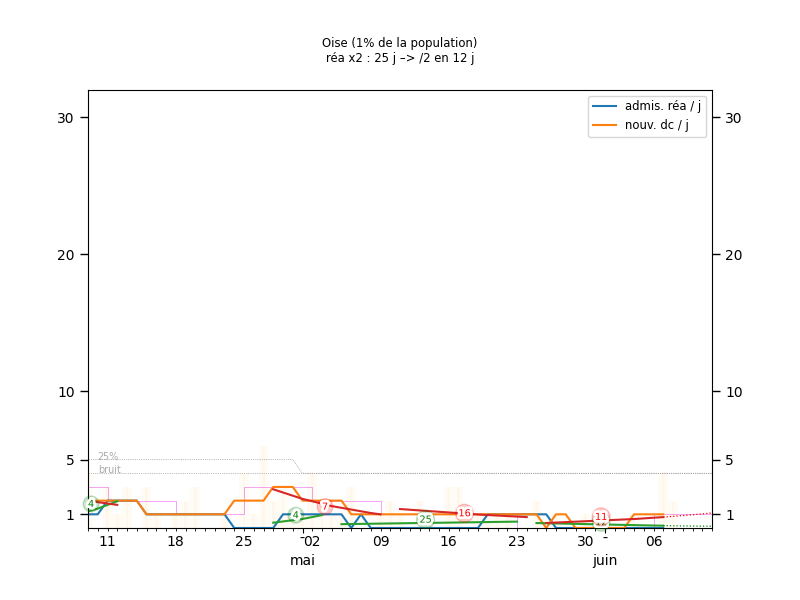 Oise (1% de la population)
réa x2 : 25 j –> /2 en 12 j
admis. réa / j
nouv. dc / j
30
30
20
20
10
10
25%
bruit
5
5
4
4
7
25
16
11
1
1
11 18 25 02 09 16 23 30 06
mai juin